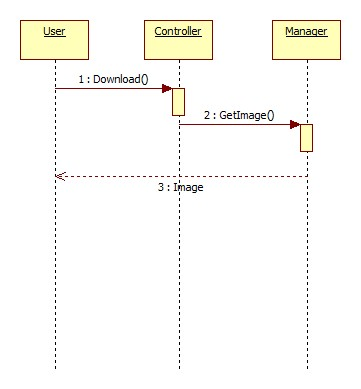 User
Controller
Manager
1 : Download()
2 : GetImage()
3 : Image